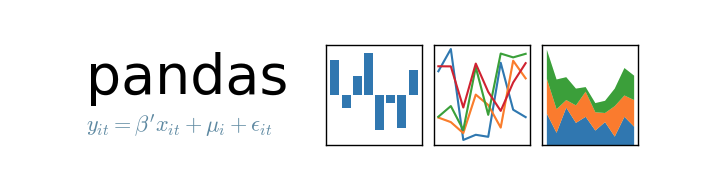 pandas
y_{it} = β′x_{it} + μ_i + ϵ_{it}